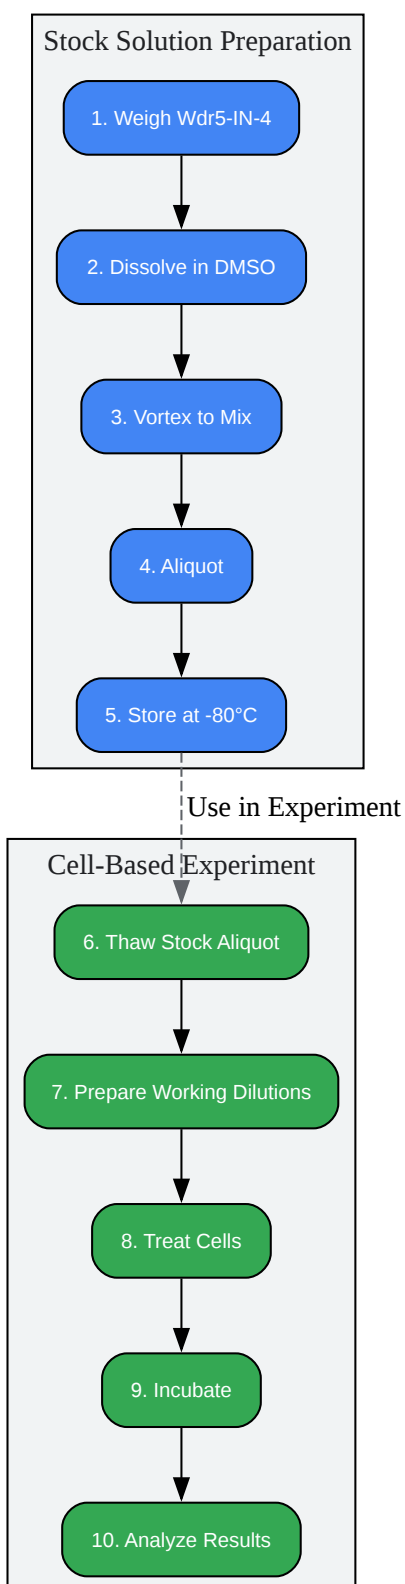 Stock Solution Preparation
1. Weigh Wdr5-IN-4
2. Dissolve in DMSO
3. Vortex to Mix
4. Aliquot
5. Store at -80°C
Use in Experiment
Cell-Based Experiment
6. Thaw Stock Aliquot
7. Prepare Working Dilutions
8. Treat Cells
9. Incubate
10. Analyze Results